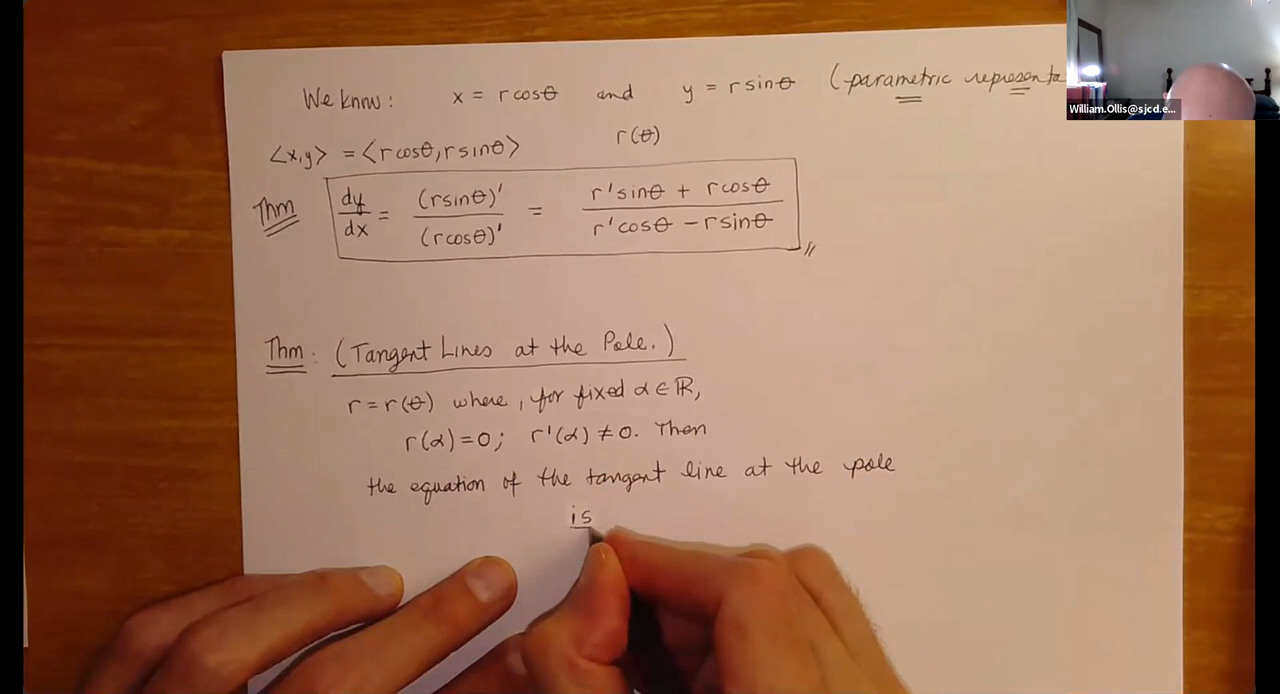 We know: x = r cosθ and y = r sinθ (parametric representa
William.Ollis@sjcd.e...
<x,y> = <r cosθ, r sinθ> r(θ)
Thm dy/dx = (r sinθ)' / (r cosθ)' = r' sinθ + r cosθ / r' cosθ - r sinθ //
Thm: (Tangent Lines at the Pole.)
r = r(θ) where, for fixed α ∈ ℝ,
r(α) = 0; r'(α) ≠ 0. Then
the equation of the tangent line at the pole
is